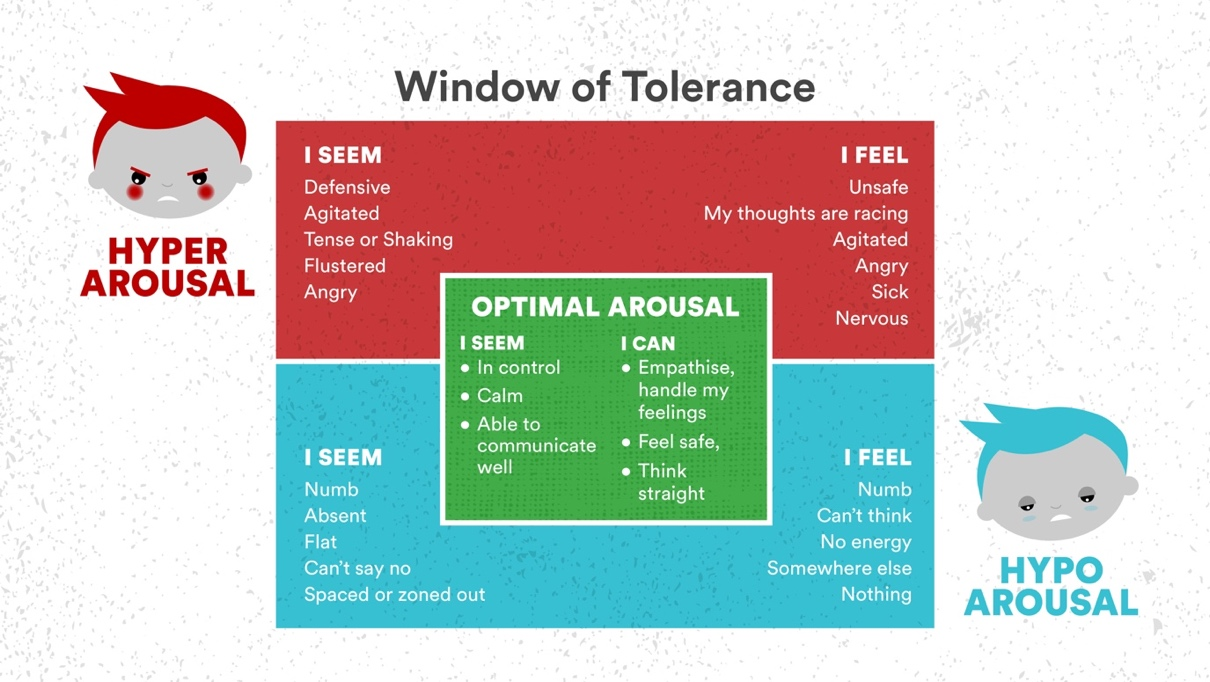 Window of Tolerance
HYPER
AROUSAL
I SEEM
Defensive
Agitated
Tense or Shaking
Flustered
Angry
I FEEL
Unsafe
My thoughts are racing
Agitated
Angry
Sick
Nervous
OPTIMAL AROUSAL
I SEEM
• In control
• Calm
• Able to
communicate
well
I CAN
• Empathise,
handle my
feelings
• Feel safe,
• Think
straight
I SEEM
Numb
Absent
Flat
Can't say no
Spaced or zoned out
I FEEL
Numb
Can't think
No energy
Somewhere else
Nothing
HYPO
AROUSAL